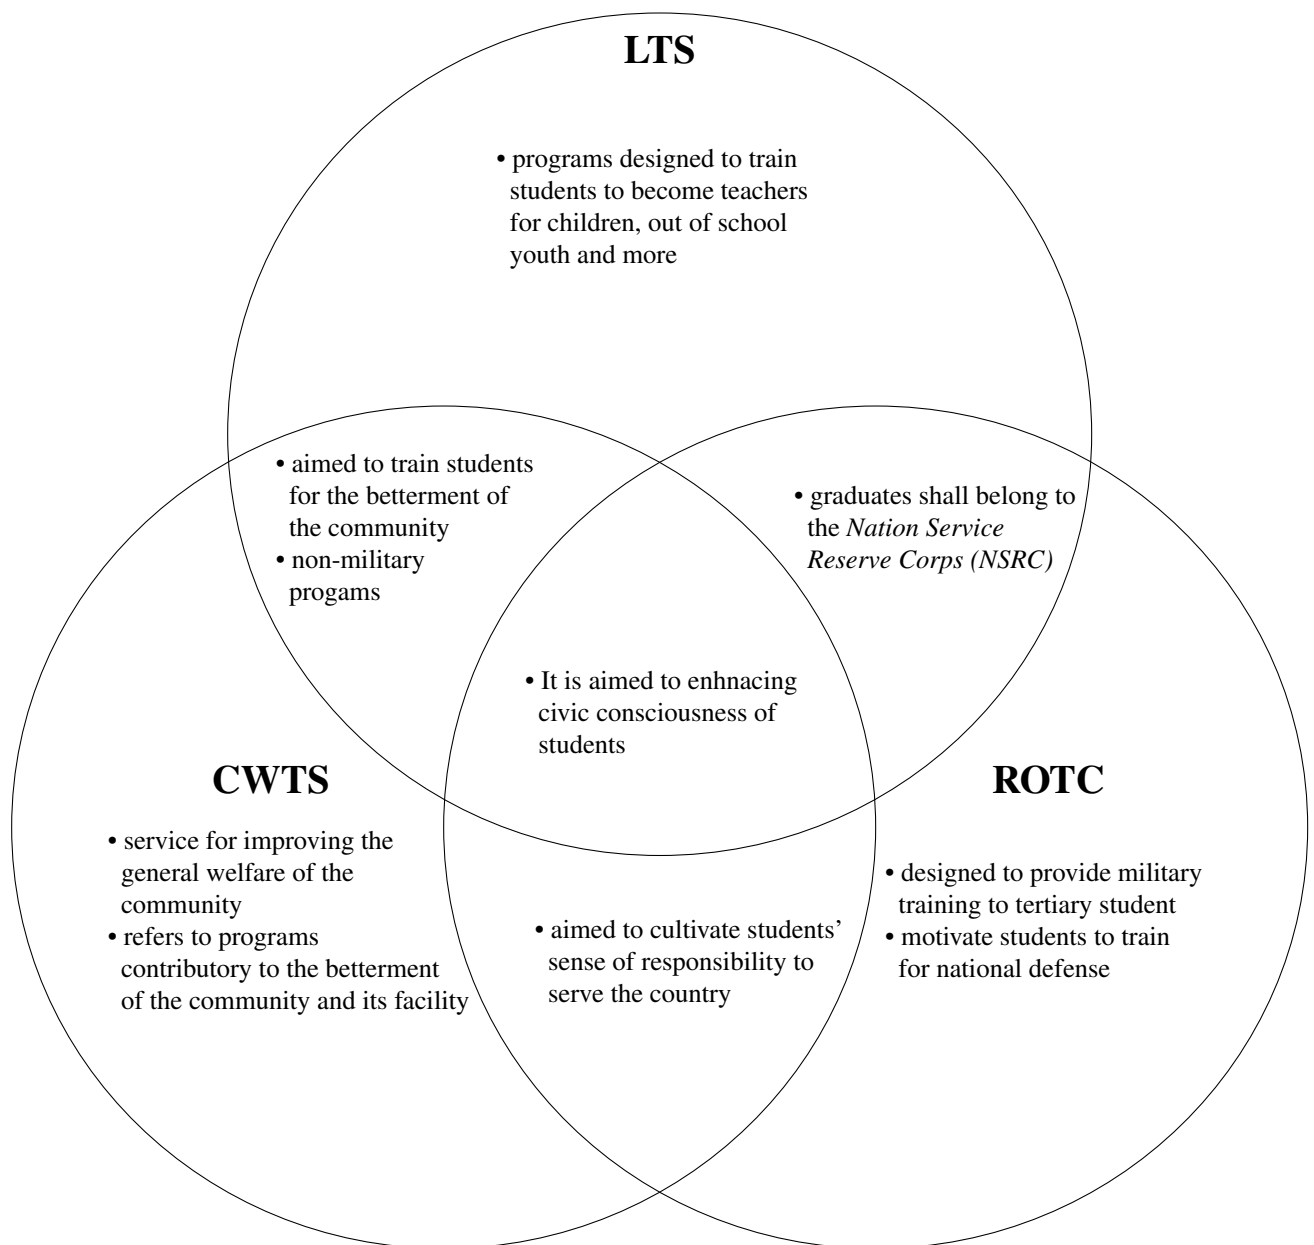 LTS
• programs designed to train
students to become teachers
for children, out of school
youth and more
• aimed to train students
for the betterment of
the community
• non-military
progams
• graduates shall belong to
the Nation Service
Reserve Corps (NSRC)
• It is aimed to enhnacing
civic consciousness of
students
CWTS
• service for improving the
general welfare of the
community
• refers to programs
contributory to the betterment
of the community and its facility
• aimed to cultivate students’
sense of responsibility to
serve the country
ROTC
• designed to provide military
training to tertiary student
• motivate students to train
for national defense